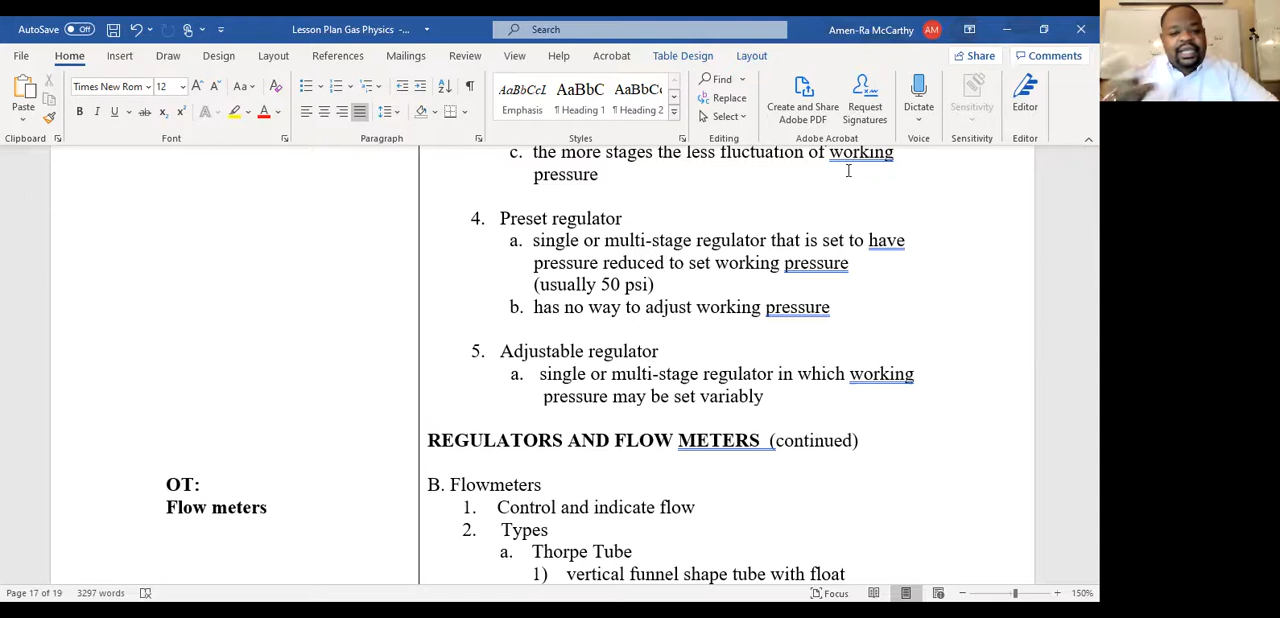 AutoSave Off Lesson Plan Gas Physics -... Search Amen-Ra McCarthy AM
File Home Insert Draw Design Layout References Mailings Review View Help Acrobat Table Design Layout Share Comments
Paste
Clipboard
Times New Rom 12 Aa
B I U ab x₂ x² A A
Font
Paragraph
AaBbCcI AaBbC AaBbCc
Emphasis ¶ Heading 1 ¶ Heading 2
Styles
Find
Replace
Select
Editing
Create and Share Adobe PDF
Request Signatures
Adobe Acrobat
Dictate
Voice
Sensitivity
Sensitivity
Editor
Editor
c. the more stages the less fluctuation of working
pressure
4. Preset regulator
a. single or multi-stage regulator that is set to have
pressure reduced to set working pressure
(usually 50 psi)
b. has no way to adjust working pressure
5. Adjustable regulator
a. single or multi-stage regulator in which working
pressure may be set variably
REGULATORS AND FLOW METERS (continued)
OT:
Flow meters
B. Flowmeters
1. Control and indicate flow
2. Types
a. Thorpe Tube
1) vertical funnel shape tube with float
Page 17 of 19 3297 words Focus 150%